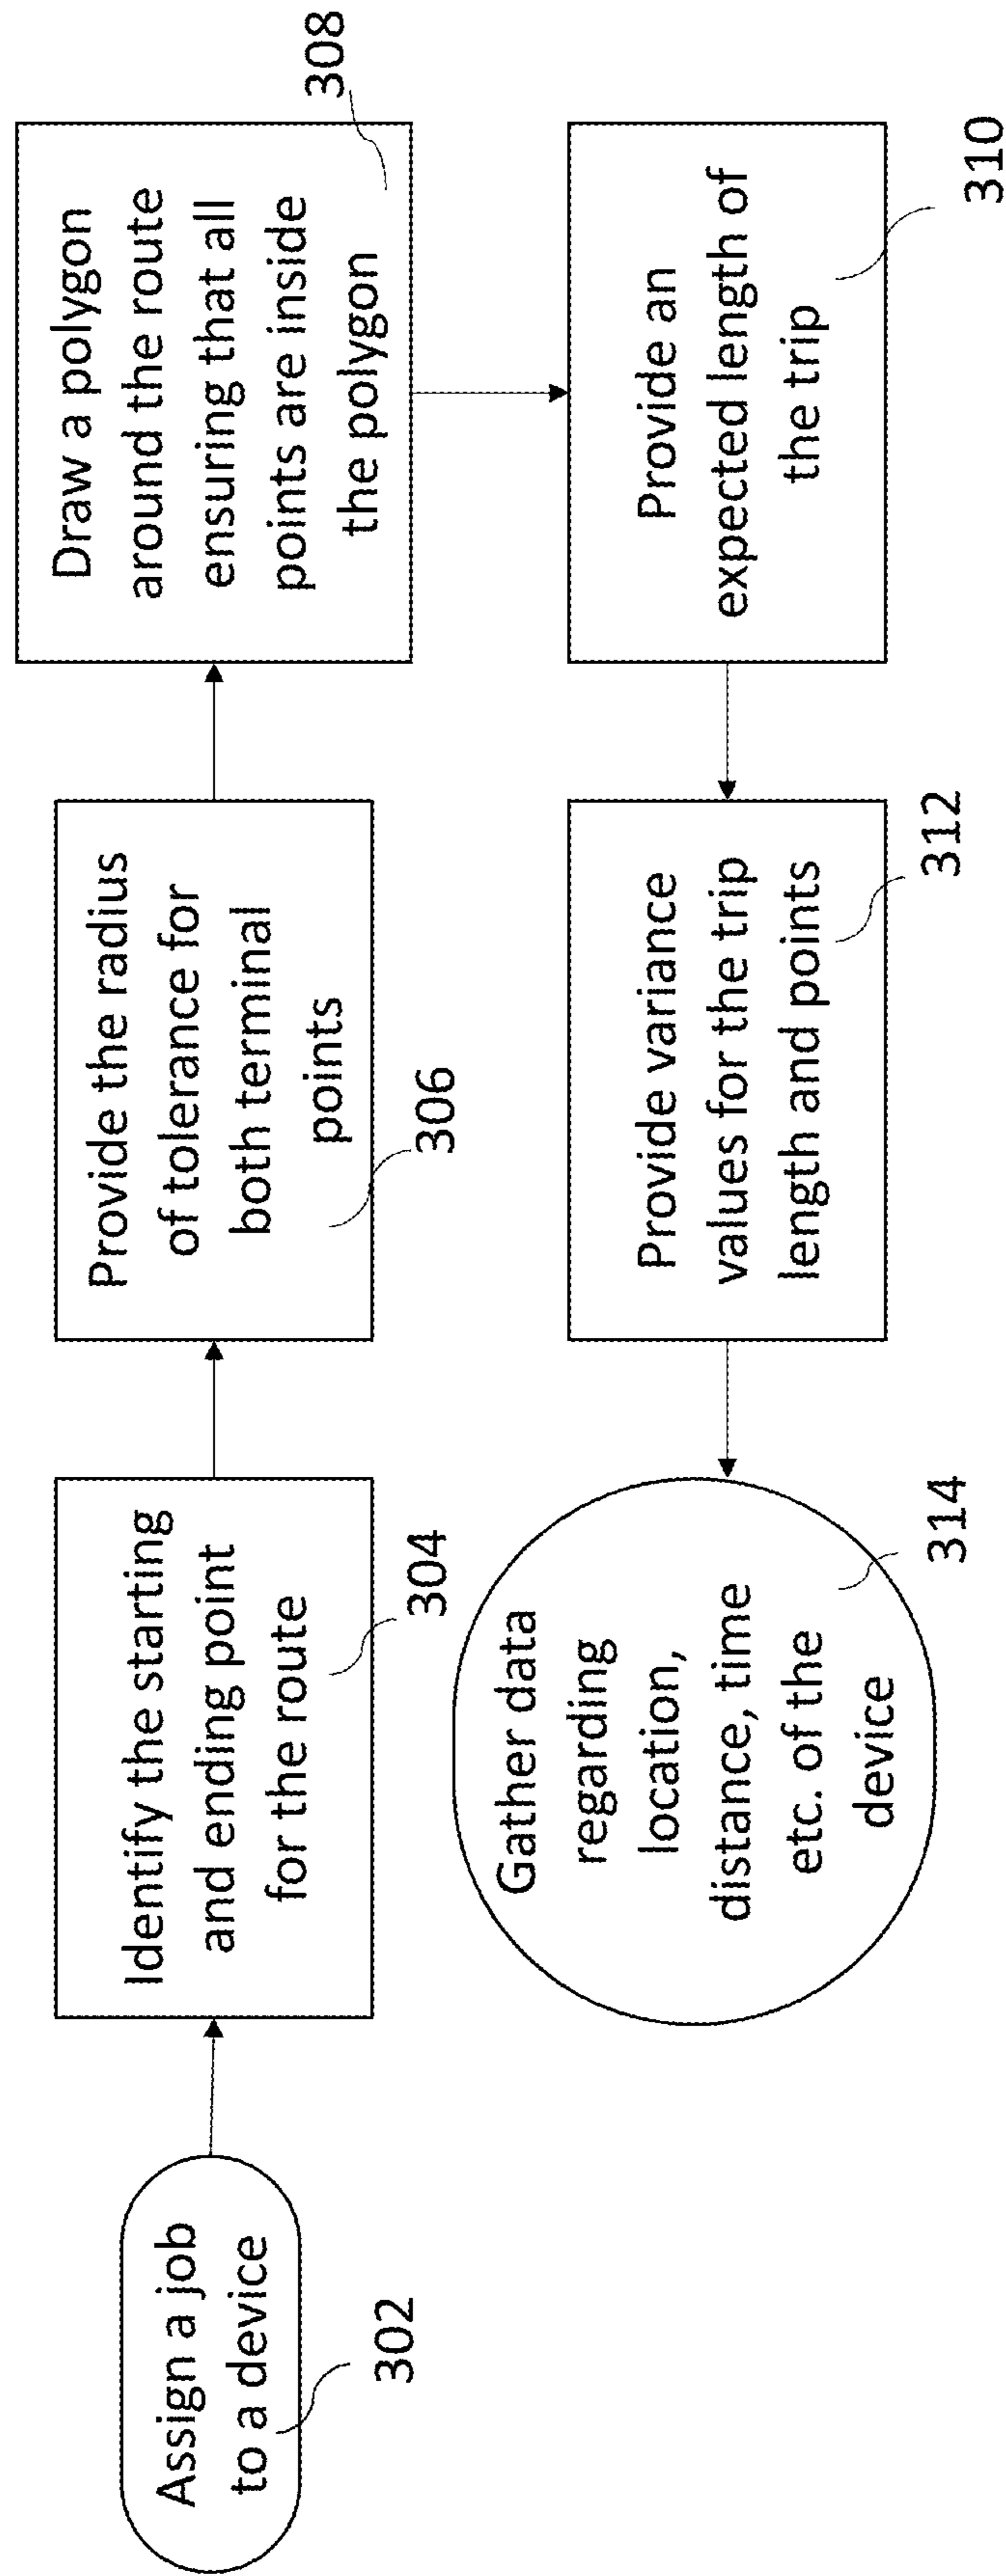 Assign a job
to a device
302
Identify the starting
and ending point
for the route
304
Provide the radius
of tolerance for
both terminal
points
306
Draw a polygon
around the route
ensuring that all
points are inside
the polygon
308
Provide an
expected length of
the trip
310
Provide variance
values for the trip
length and points
312
Gather data
regarding
location,
distance, time
etc. of the
device
314